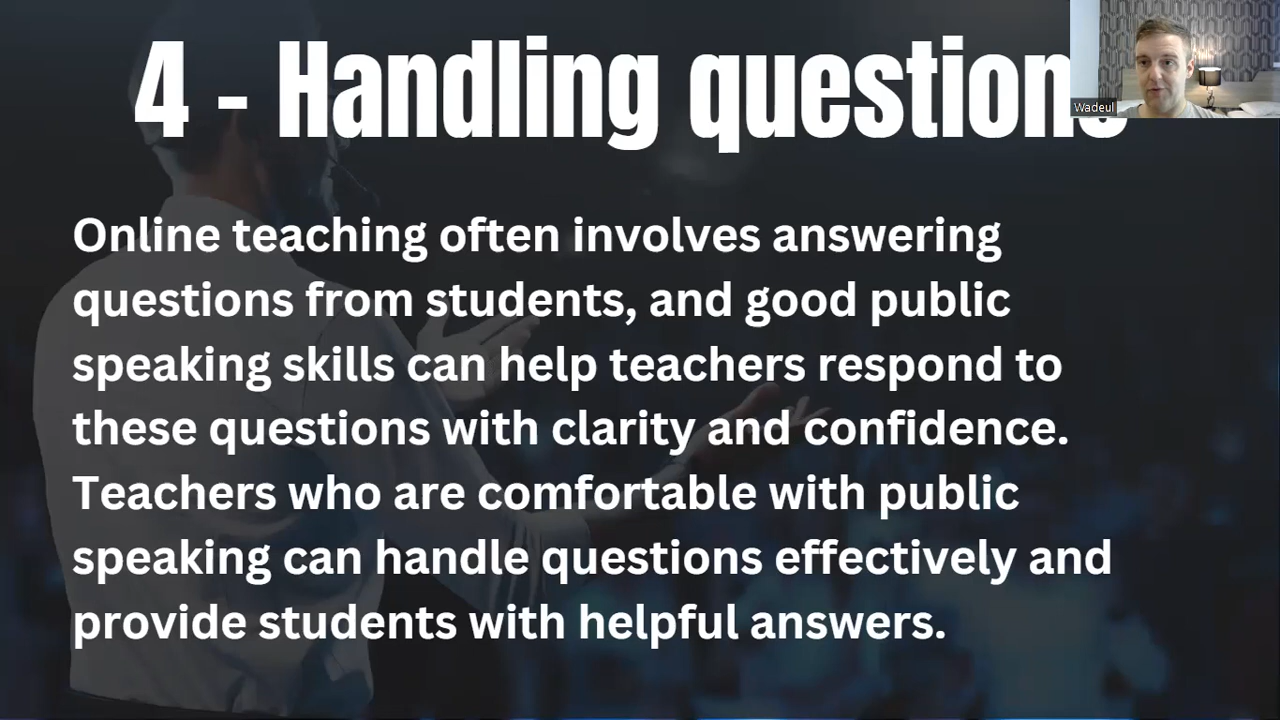 4 - Handling questions
Wadeul
Online teaching often involves answering
questions from students, and good public
speaking skills can help teachers respond to
these questions with clarity and confidence.
Teachers who are comfortable with public
speaking can handle questions effectively and
provide students with helpful answers.